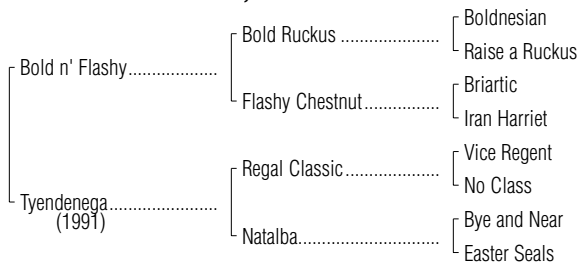 Boldnesian
Bold Ruckus ..................
Raise a Ruckus
Bold n' Flashy..................
Briartic
Flashy Chestnut..............
Iran Harriet
Vice Regent
Regal Classic..................
No Class
Tyendenega.....................
(1991)
Bye and Near
Natalba...........................
Easter Seals